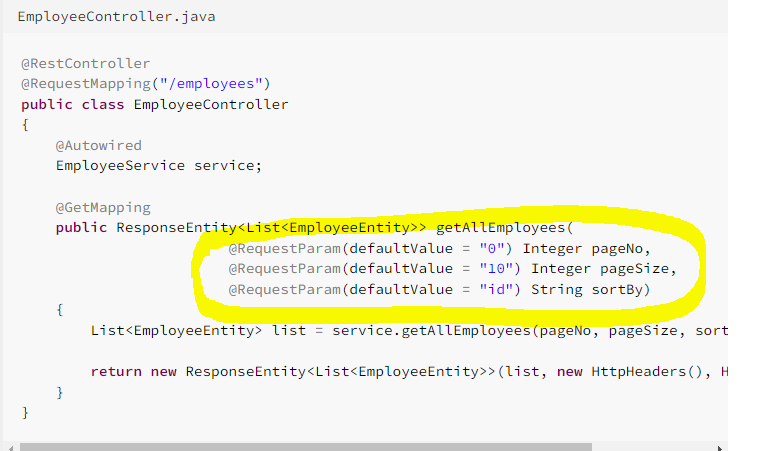 EmployeeController.java
@RestController
@RequestMapping("/employees")
public class EmployeeController
{
@Autowired
EmployeeService service;
@GetMapping
public ResponseEntity<List<EmployeeEntity>> getAllEmployees(
@RequestParam(defaultValue = "0") Integer pageNo,
@RequestParam(defaultValue = "10") Integer pageSize,
@RequestParam(defaultValue = "id") String sortBy)
{
List<EmployeeEntity> list = service.getAllEmployees(pageNo, pageSize, sort
return new ResponseEntity<List<EmployeeEntity>>(list, new HttpHeaders(), H
}
}